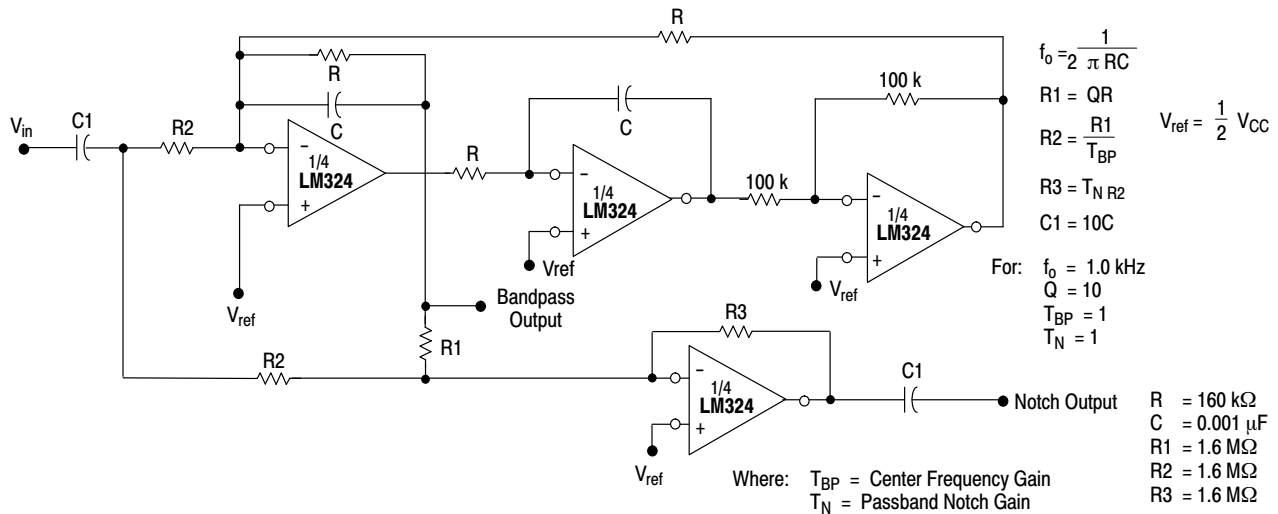 R
R
C
C1
V_in
R2
1/4
LM324
V_ref
R
C
1/4
LM324
Vref
100 k
100 k
1/4
LM324
V_ref
Bandpass
Output
R1
R2
R3
1/4
LM324
V_ref
C1
Notch Output
f_o = 1 / 2 π RC
R1 = QR
R2 = R1 / T_BP
R3 = T_N R2
C1 = 10C
V_ref = 1/2 V_CC
For: f_o = 1.0 kHz
Q = 10
T_BP = 1
T_N = 1
Where: T_BP = Center Frequency Gain
T_N = Passband Notch Gain
R = 160 kΩ
C = 0.001 μF
R1 = 1.6 MΩ
R2 = 1.6 MΩ
R3 = 1.6 MΩ